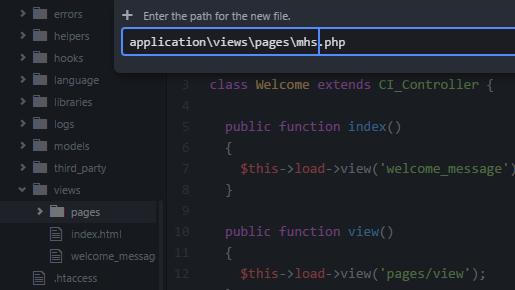 errors
helpers
hooks
language
libraries
logs
models
third_party
views
pages
index.html
welcome_messag
.htaccess
Enter the path for the new file.
application\views\pages\mhs.php
3 class Welcome extends CI_Controller {
4
5 public function index()
6 {
7 $this->load->view('welcome_message')
8 }
9
10 public function view()
11 {
12 $this->load->view('pages/view');